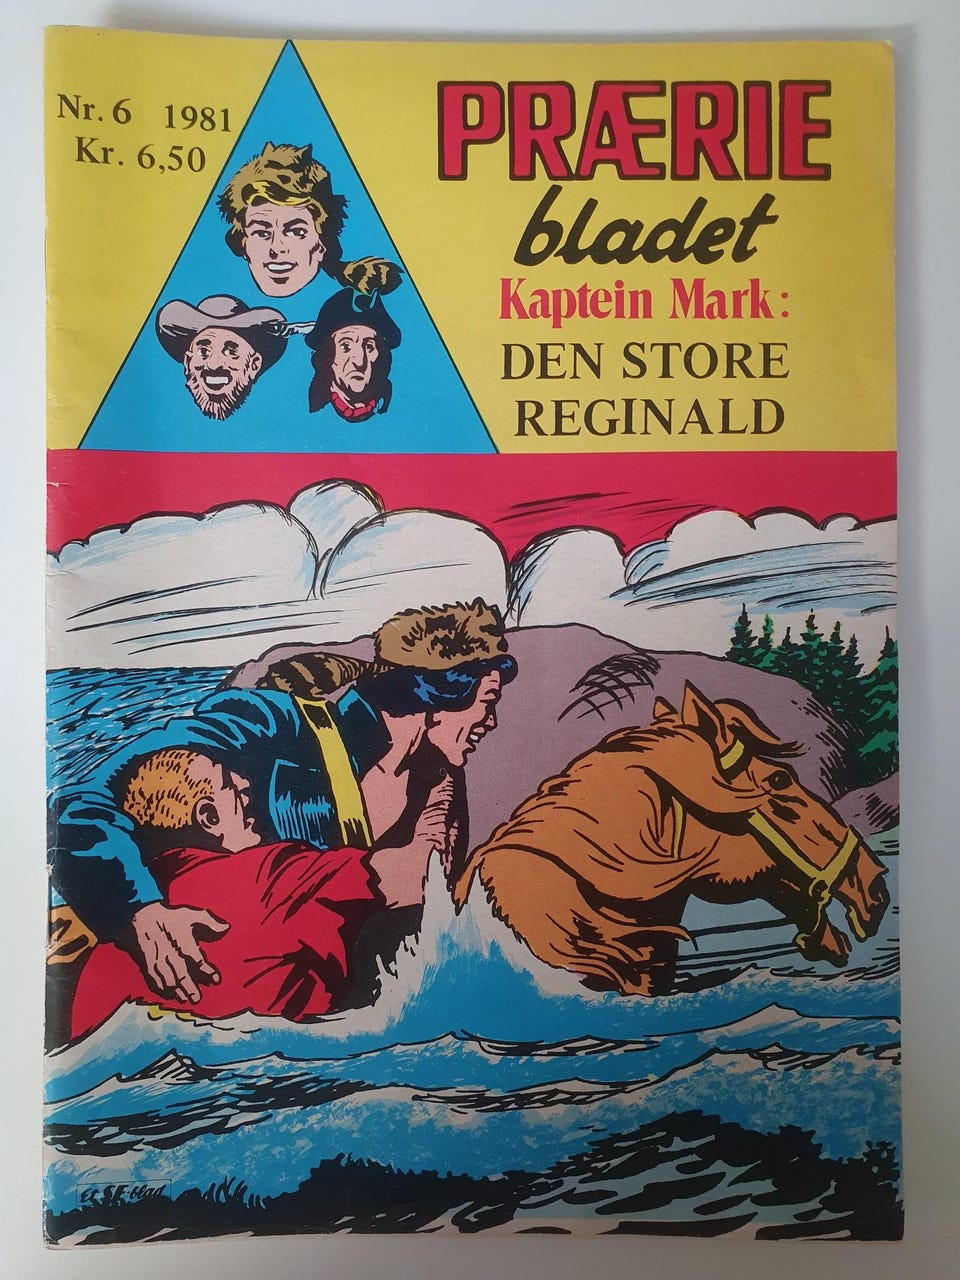 Nr. 6 1981
Kr. 6,50
PRÆRIE
bladet
Kaptein Mark:
DEN STORE
REGINALD
Et SE-blad